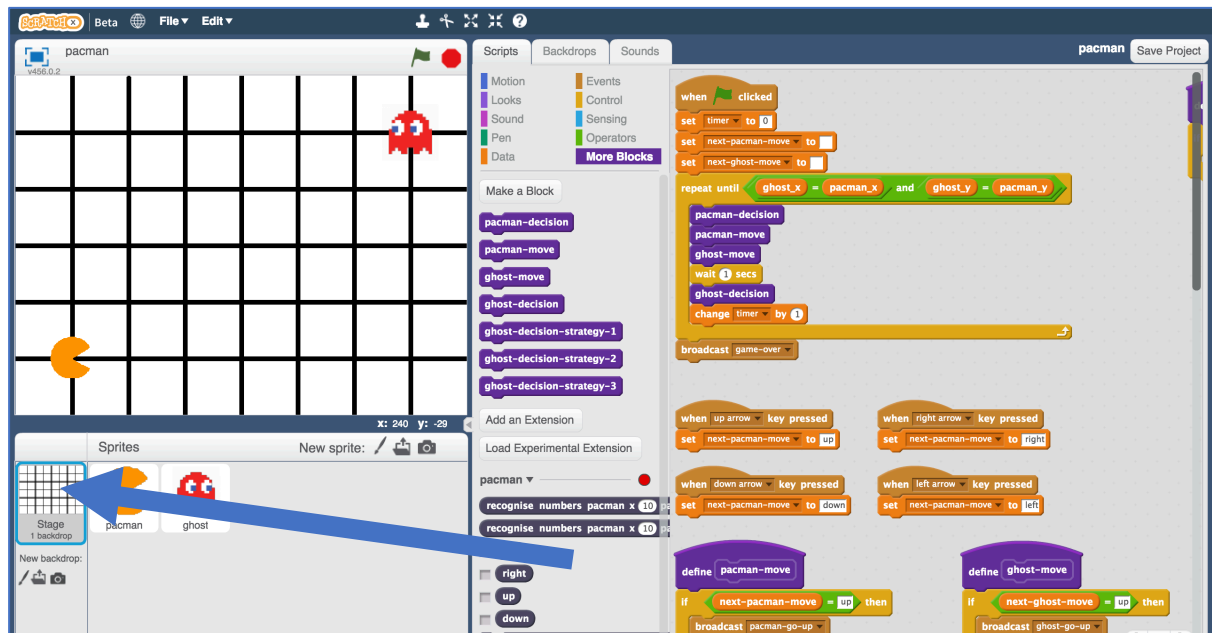 SCRATCHX Beta File▾ Edit▾
pacman
v456.0.2
x: 240 y: -29
Sprites New sprite:
Stage
1 backdrop
New backdrop:
pacman
ghost
Scripts Backdrops Sounds
pacman Save Project
Motion Events
Looks Control
Sound Sensing
Pen Operators
Data More Blocks
Make a Block
pacman-decision
pacman-move
ghost-move
ghost-decision
ghost-decision-strategy-1
ghost-decision-strategy-2
ghost-decision-strategy-3
Add an Extension
Load Experimental Extension
pacman ▾
recognise numbers pacman x 10 pa
recognise numbers pacman x 10 pa
right
up
down
when clicked
set timer to 0
set next-pacman-move to
set next-ghost-move to
repeat until ghost_x = pacman_x and ghost_y = pacman_y
pacman-decision
pacman-move
ghost-move
wait 1 secs
ghost-decision
change timer by 1
broadcast game-over
when up arrow key pressed
set next-pacman-move to up
when right arrow key pressed
set next-pacman-move to right
when down arrow key pressed
set next-pacman-move to down
when left arrow key pressed
set next-pacman-move to left
define pacman-move
if next-pacman-move = up then
broadcast pacman-go-up
define ghost-move
if next-ghost-move = up then
broadcast ghost-go-up